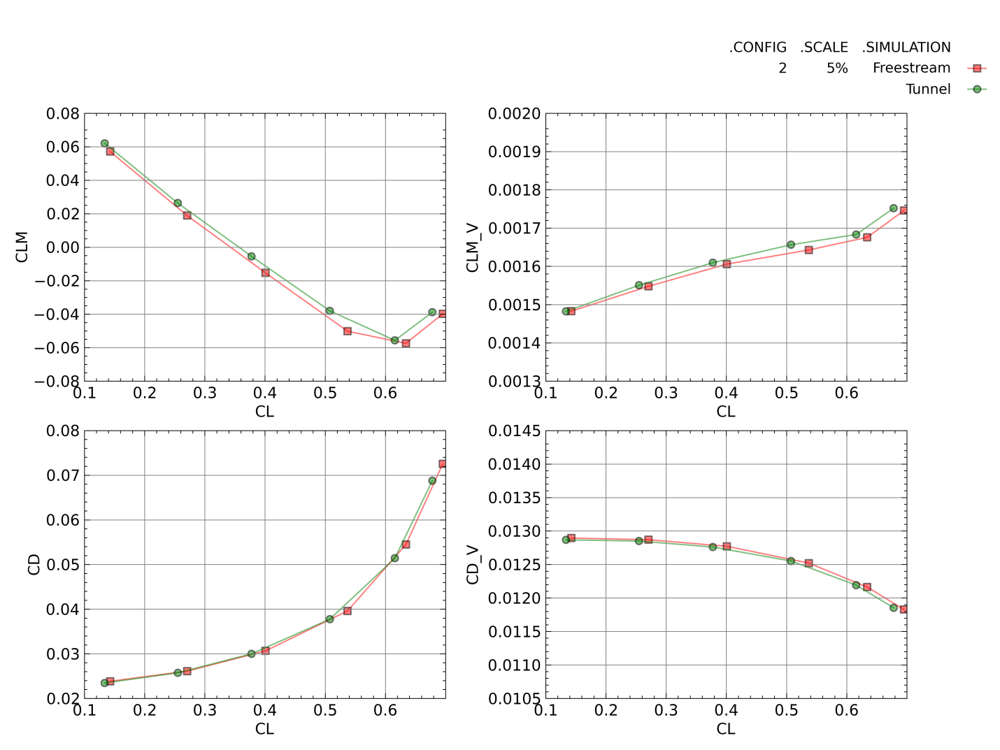 .CONFIG .SCALE .SIMULATION
2 5% Freestream
Tunnel
0.08
0.06
0.04
0.02
0.00
−0.02
−0.04
−0.06
−0.08
CLM
0.1 0.2 0.3 0.4 0.5 0.6
CL
0.0020
0.0019
0.0018
0.0017
0.0016
0.0015
0.0014
0.0013
CLM_V
0.1 0.2 0.3 0.4 0.5 0.6
CL
0.08
0.07
0.06
0.05
0.04
0.03
0.02
CD
0.1 0.2 0.3 0.4 0.5 0.6
CL
0.0145
0.0140
0.0135
0.0130
0.0125
0.0120
0.0115
0.0110
0.0105
CD_V
0.1 0.2 0.3 0.4 0.5 0.6
CL